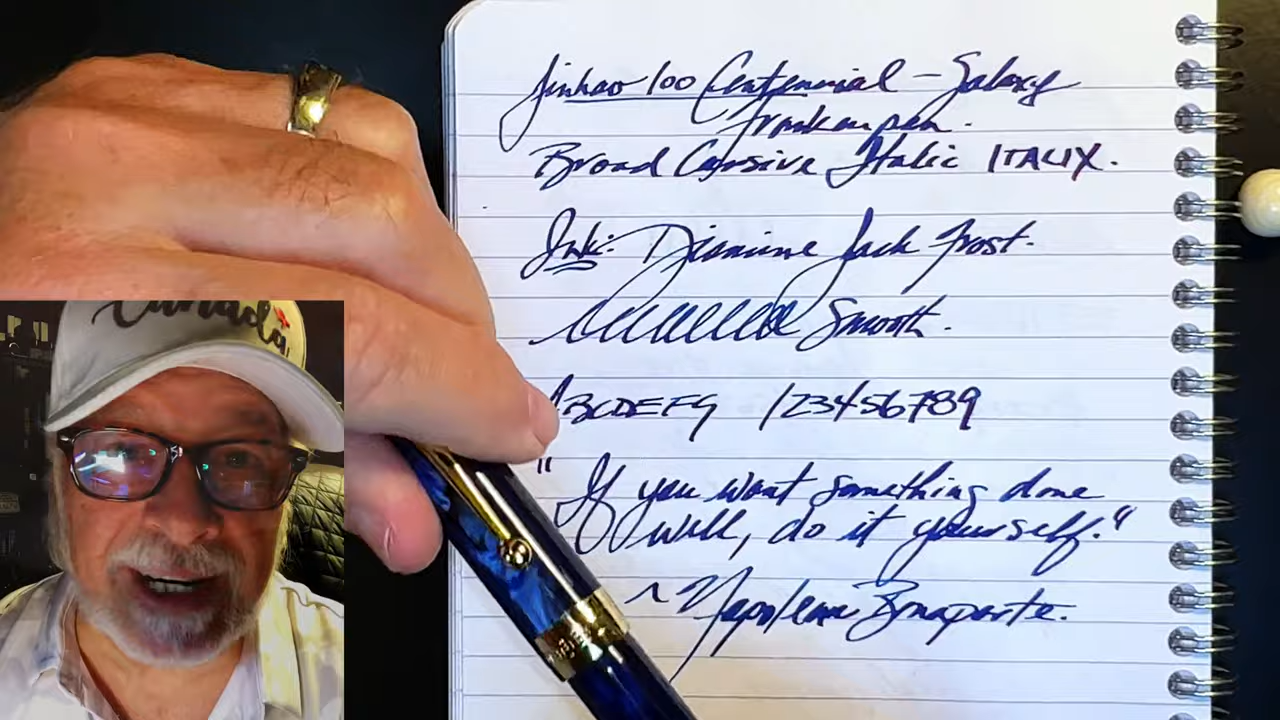 Jinhao 100 Centennial – Galaxy
Frankenpen.
Broad Cursive Italic ITALIX.
Ink: Diamine Jack Frost.
Smooth.
ABCDEFG 123456789
"If you want something done
well, do it yourself."
~ Napoleon Bonaparte.
Canada